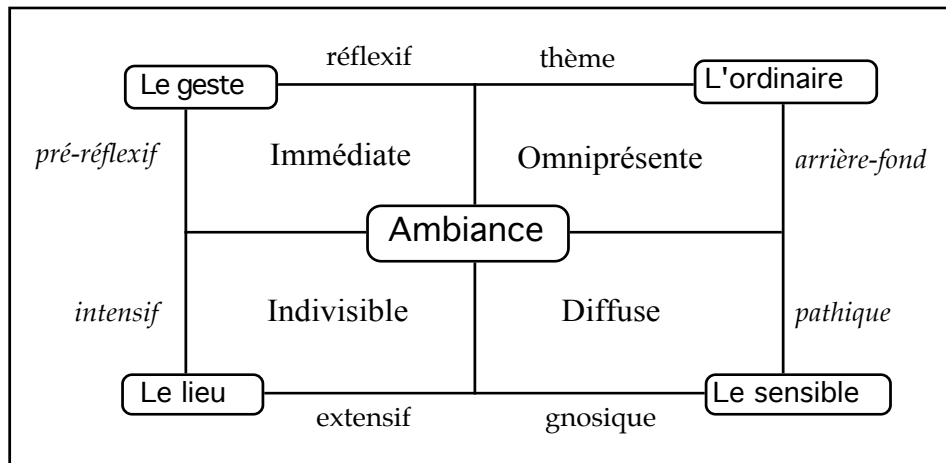 réflexif thème
Le geste L'ordinaire
pré-réflexif Immédiate Omniprésente arrière-fond
Ambiance
intensif Indivisible Diffuse pathique
Le lieu Le sensible
extensif gnosique